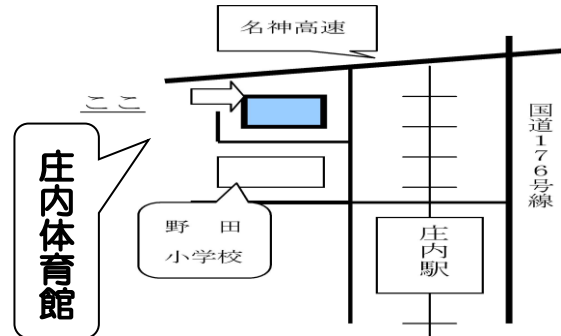 名神高速
ここ
庄内体育館
野 田
小学校
庄内駅
国道176号線